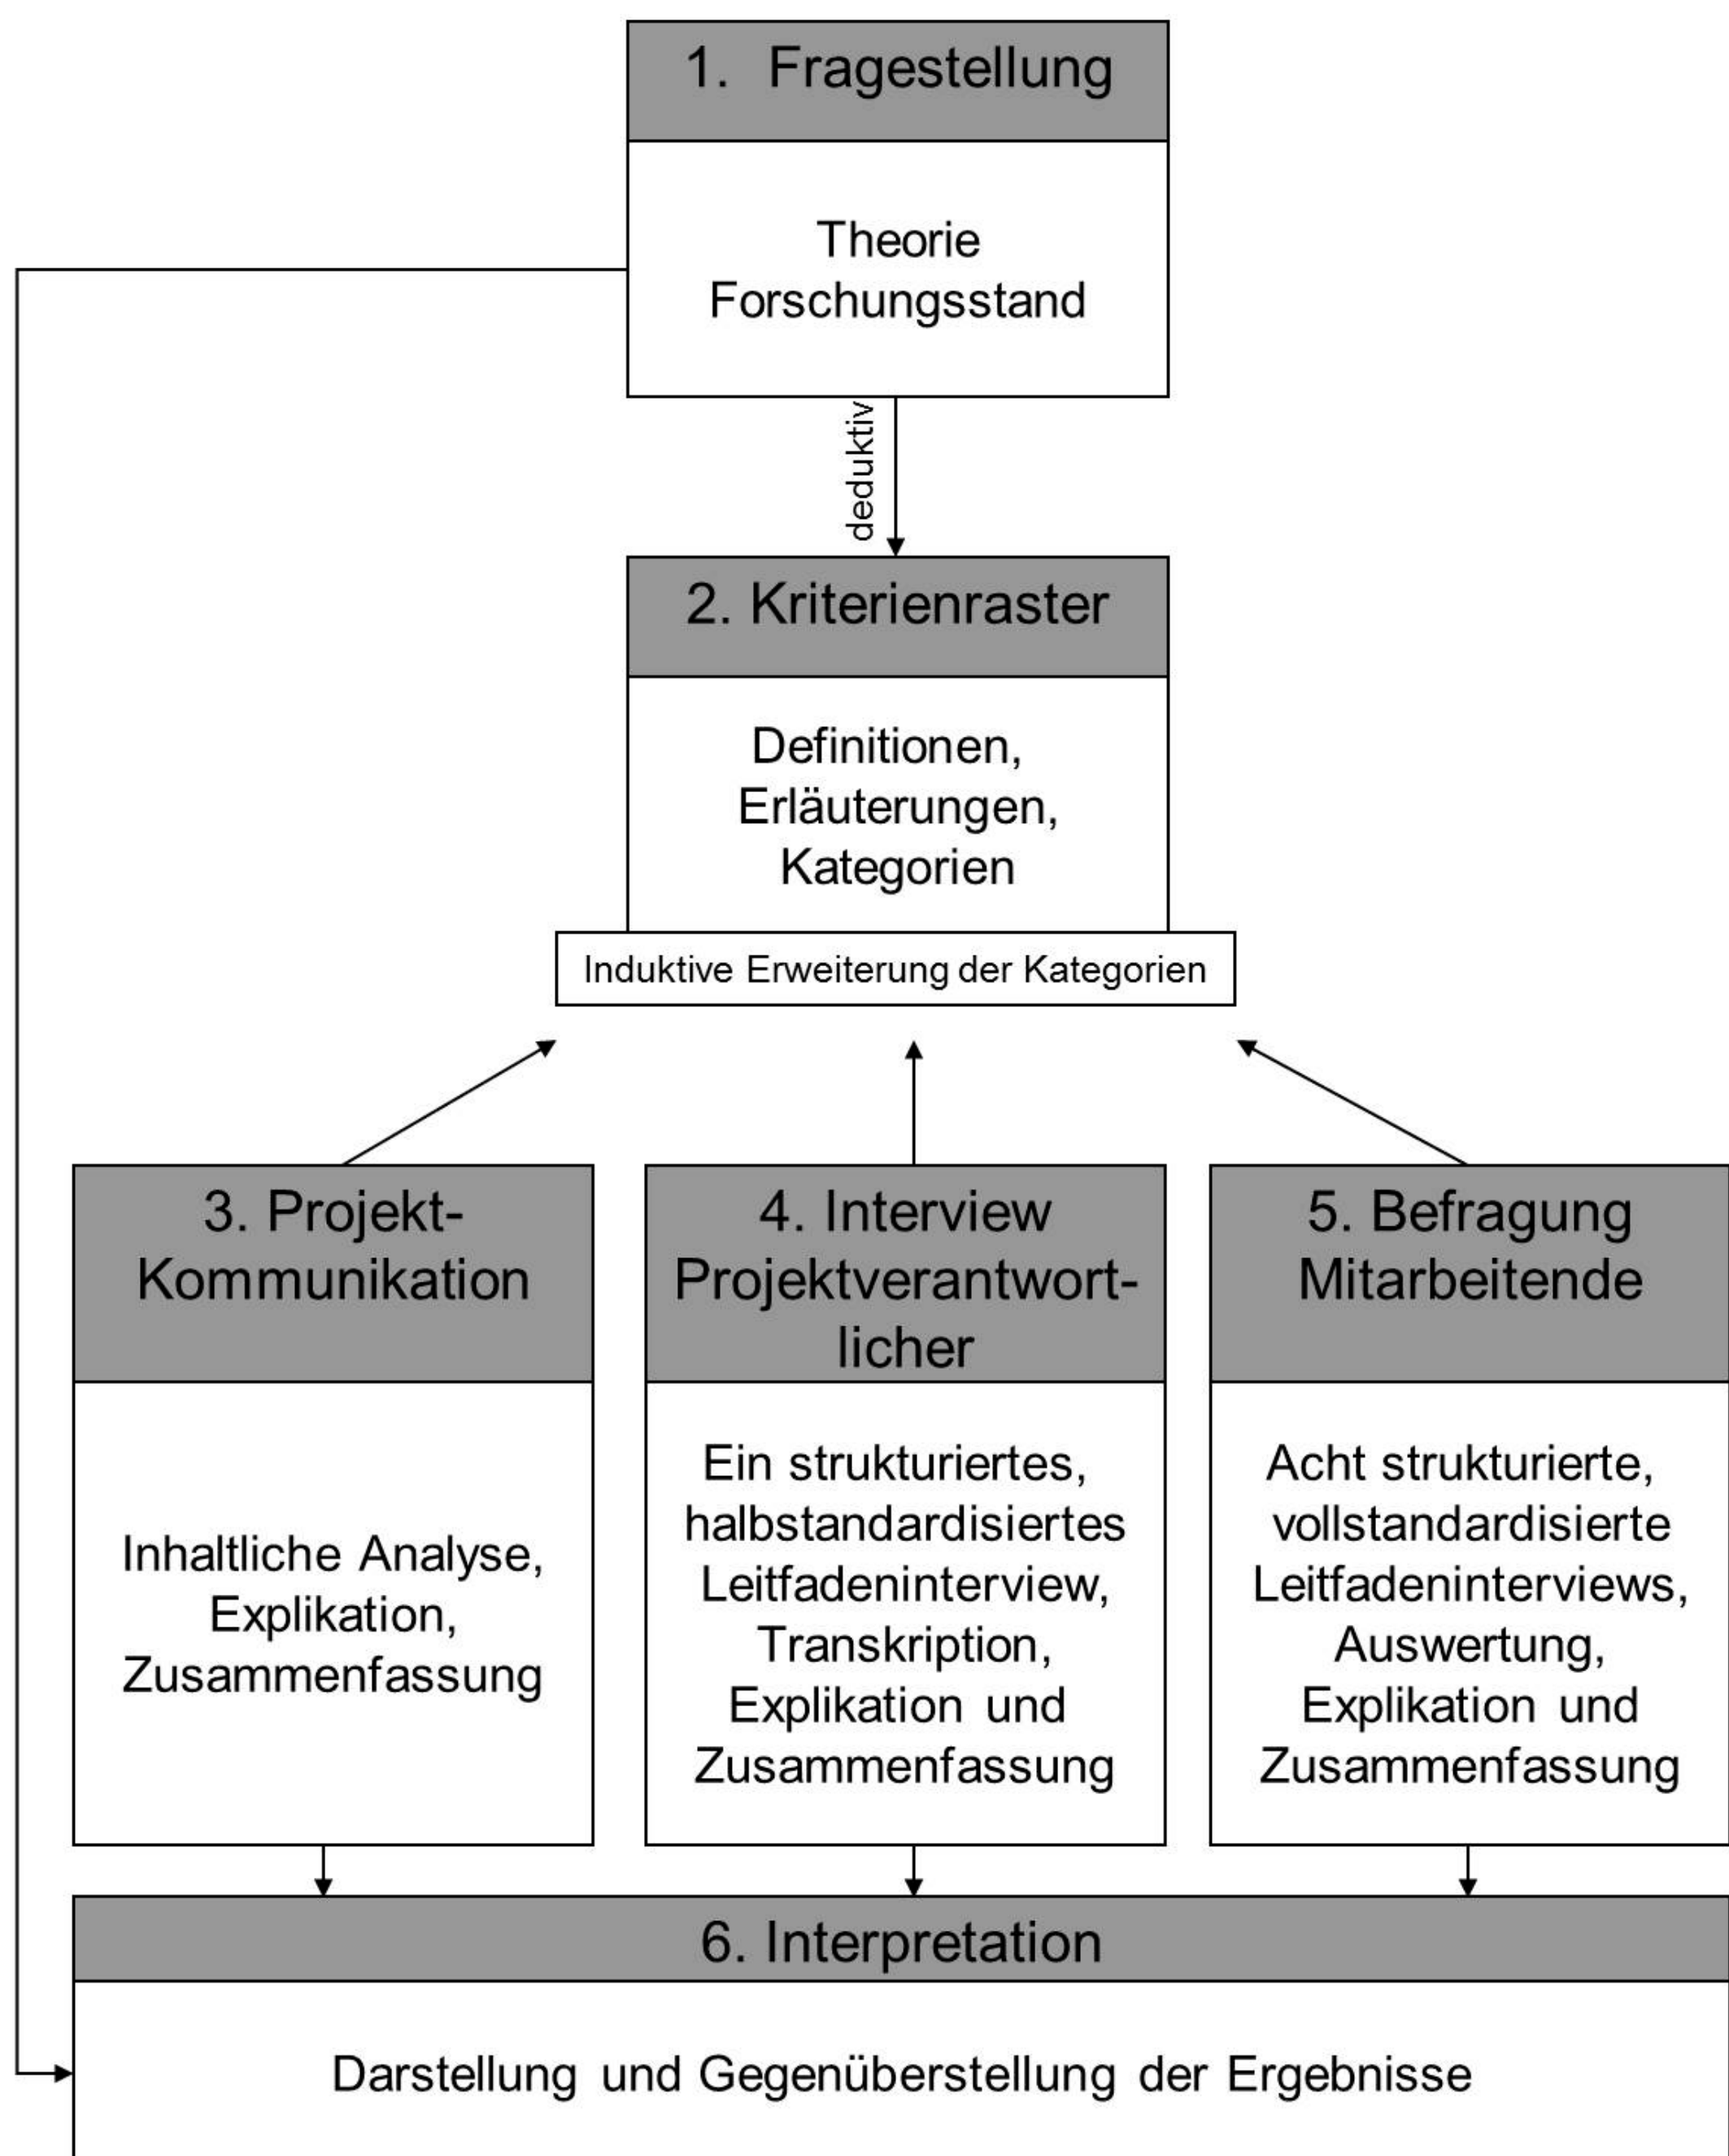 1. Fragestellung
Theorie
Forschungsstand
deduktiv
2. Kriterienraster
Definitionen,
Erläuterungen,
Kategorien
Induktive Erweiterung der Kategorien
3. Projekt-
Kommunikation
Inhaltliche Analyse,
Explikation,
Zusammenfassung
4. Interview
Projektverantwort-
licher
Ein strukturiertes,
halbstandardisiertes
Leitfadeninterview,
Transkription,
Explikation und
Zusammenfassung
5. Befragung
Mitarbeitende
Acht strukturierte,
vollstandardisierte
Leitfadeninterviews,
Auswertung,
Explikation und
Zusammenfassung
6. Interpretation
Darstellung und Gegenüberstellung der Ergebnisse